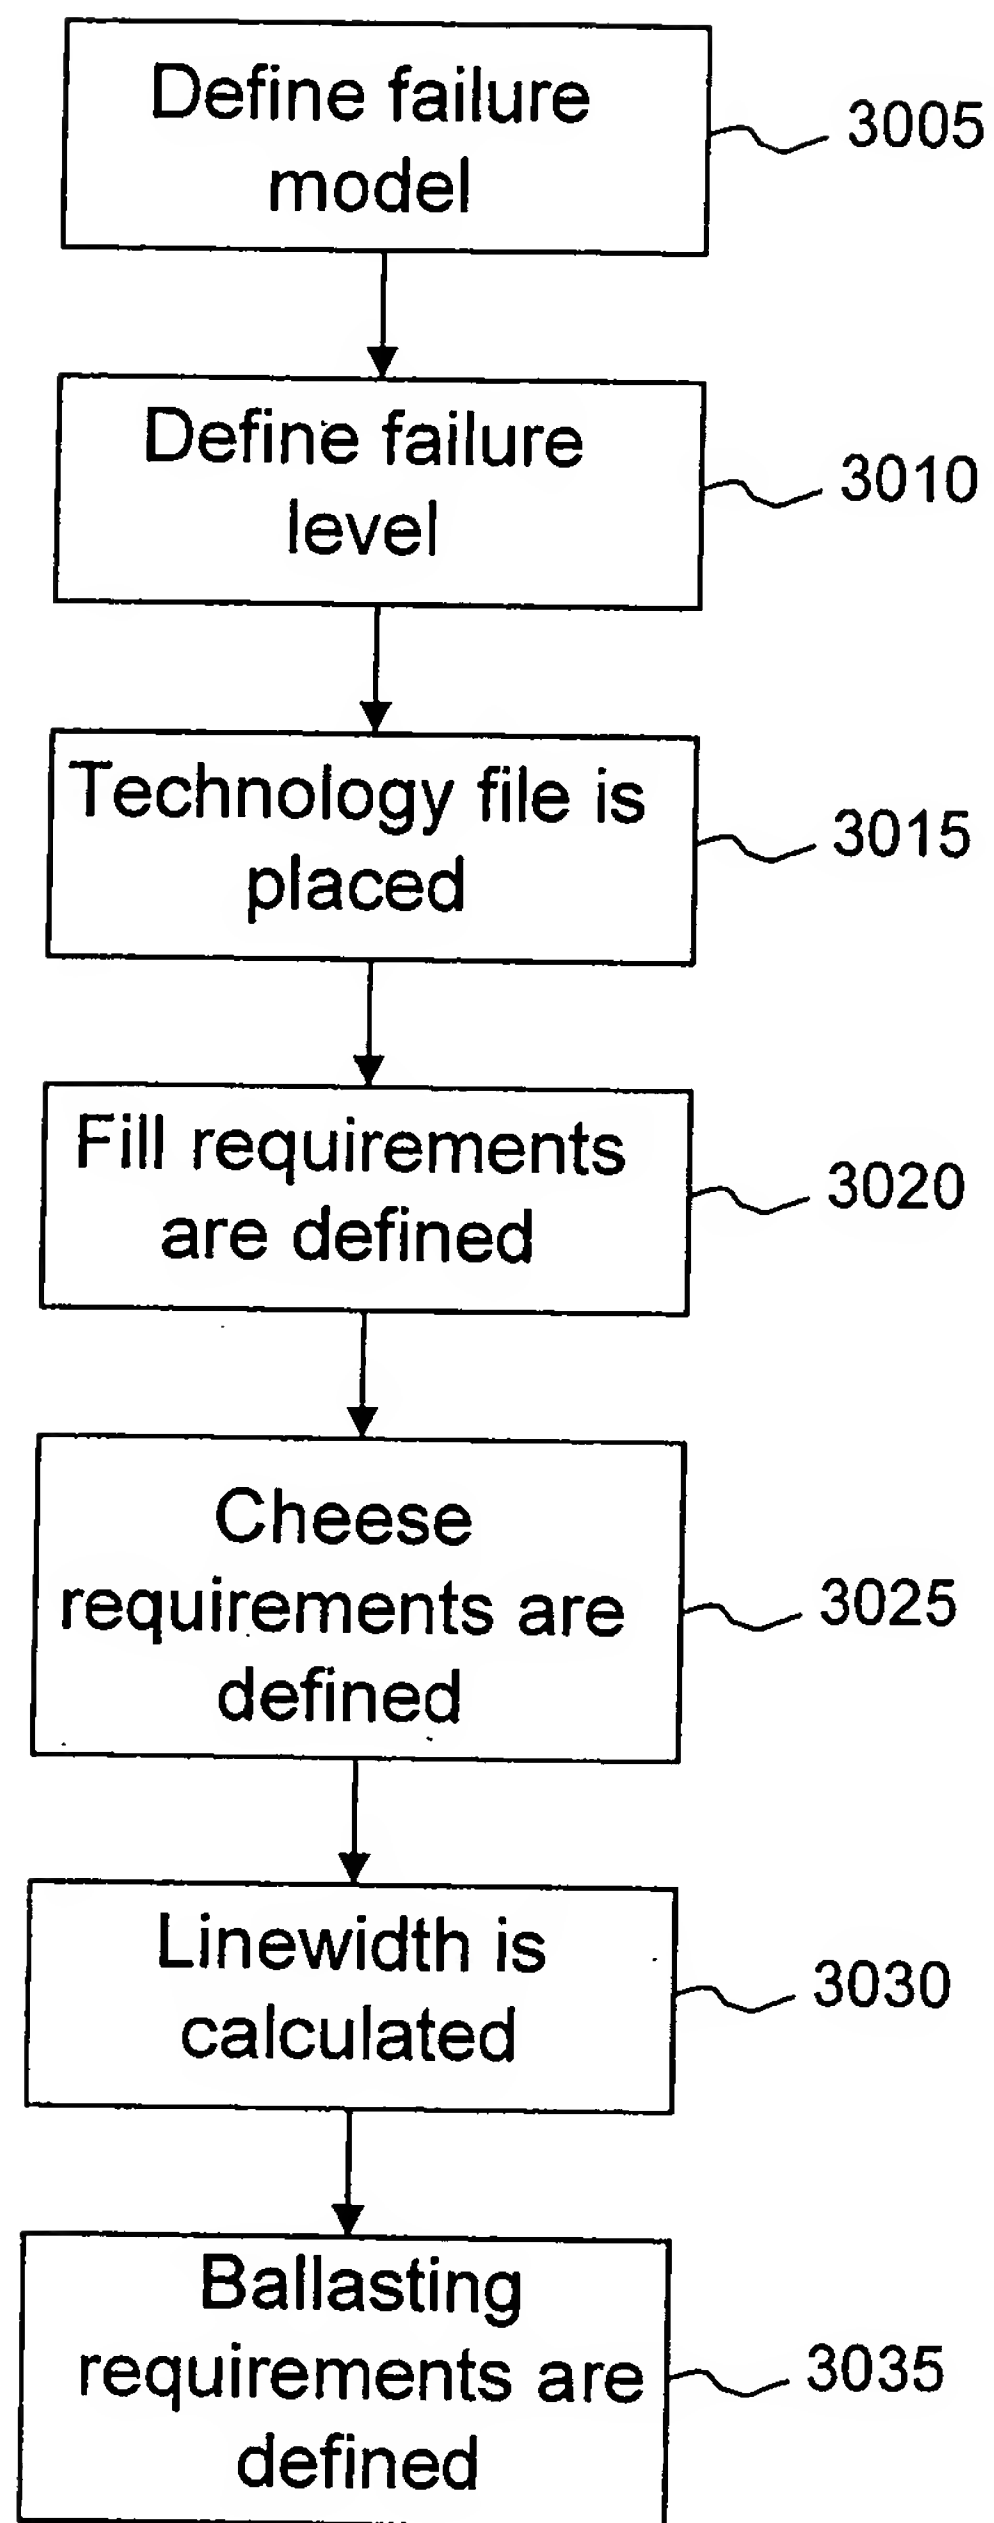 Define failure
model
3005
Define failure
level
3010
Technology file is
placed
3015
Fill requirements
are defined
3020
Cheese
requirements are
defined
3025
Linewidth is
calculated
3030
Ballasting
requirements are
defined
3035